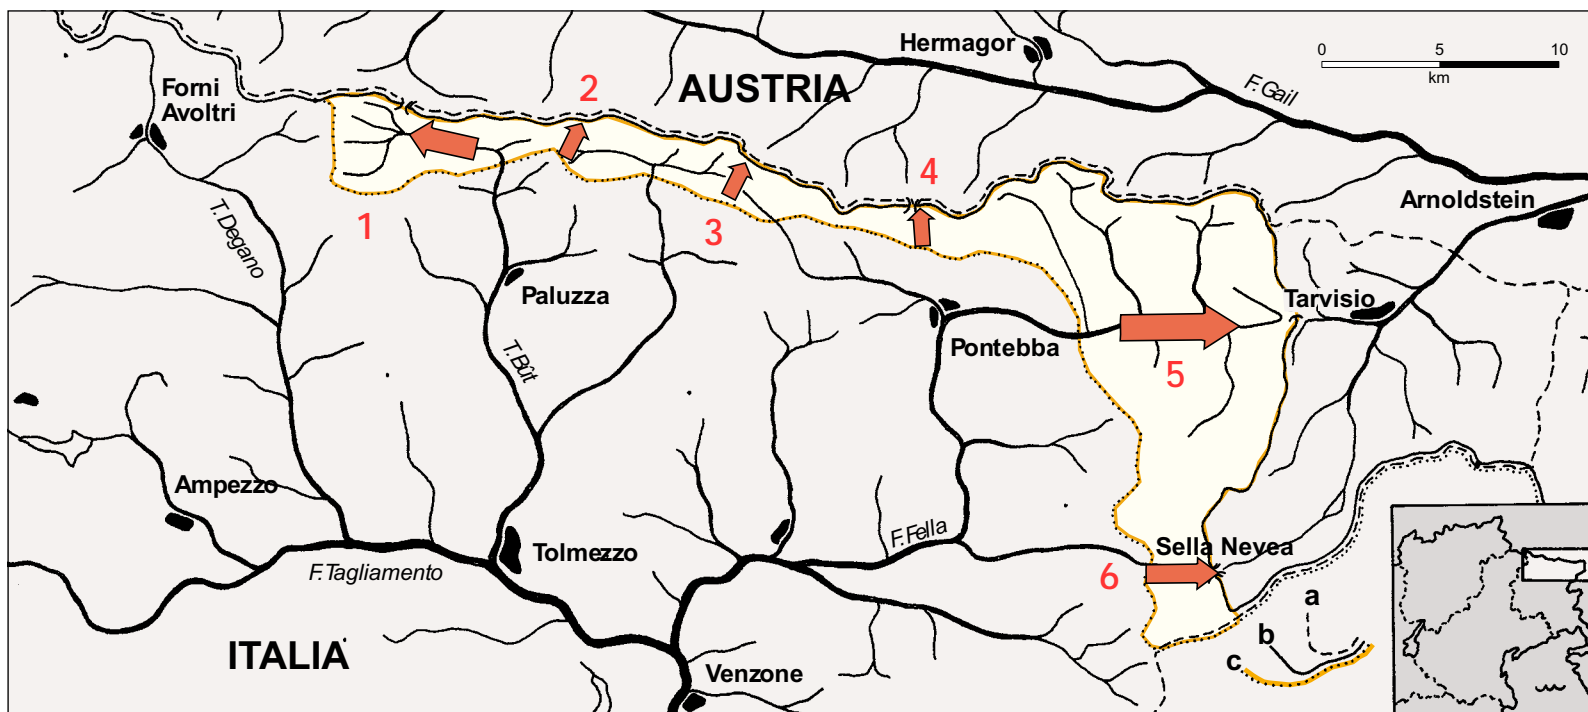 Hermagor
0 5 10
km
AUSTRIA
F. Gail
Forni
Avoltri
2
4
Arnoldstein
1
3
T. Degano
Paluzza
Tarvisio
Pontebba
T. Bût
5
Ampezzo
F. Fella
Sella Nevea
Tolmezzo
F. Tagliamento
6
a
b
c
ITALIA
Venzone